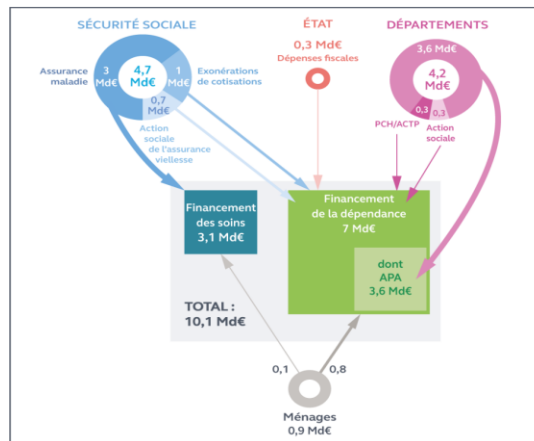 SÉCURITÉ SOCIALE
ÉTAT
DÉPARTEMENTS
Assurance
maladie
3
Md€
4,7
Md€
1
Md€
0,7
Md€
Exonérations
de cotisations
Action
sociale
de l'assurance
viellesse
0,3 Md€
Dépenses fiscales
3,6 Md€
4,2
Md€
0,3
0,3
PCH/ACTP
Action
sociale
Financement
des soins
3,1 Md€
Financement
de la dépendance
7 Md€
dont
APA
3,6 Md€
TOTAL :
10,1 Md€
0,1
0,8
Ménages
0,9 Md€